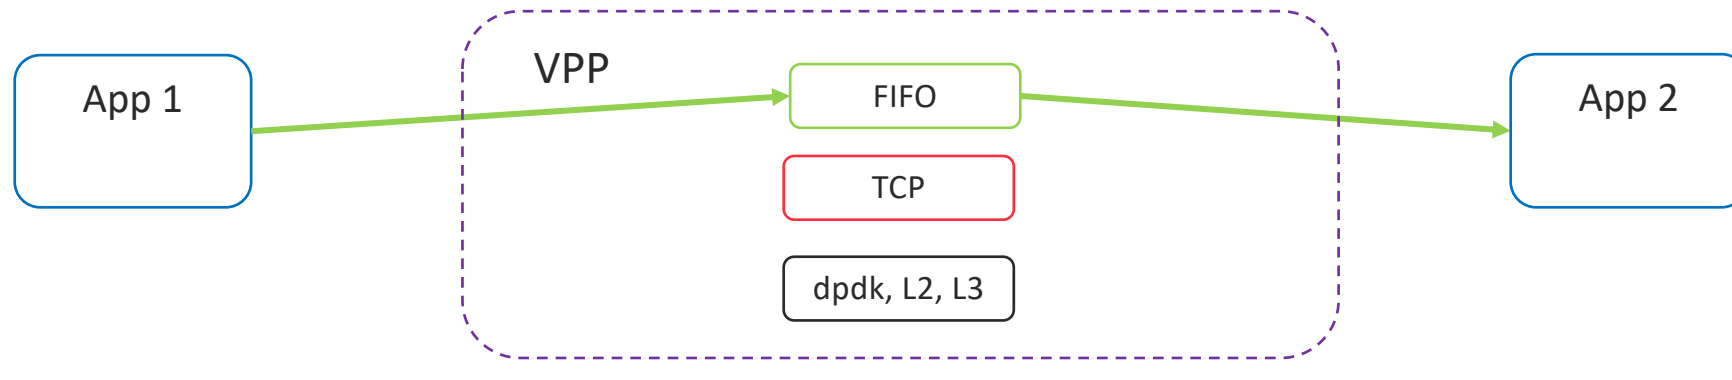 VPP
App 1
FIFO
App 2
TCP
dpdk, L2, L3